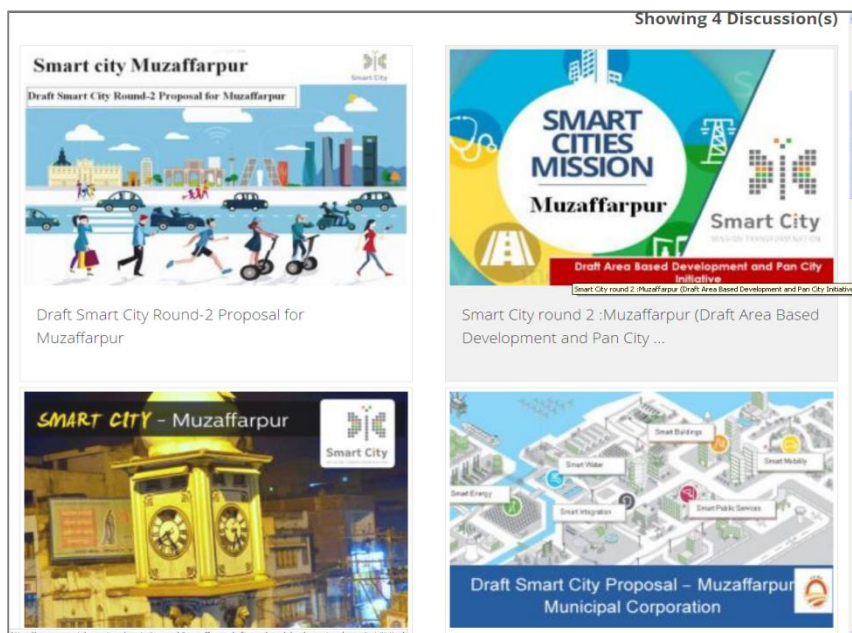 Showing 4 Discussion(s)
Smart city Muzaffarpur
Smart City
Draft Smart City Round-2 Proposal for Muzaffarpur
Draft Smart City Round-2 Proposal for
Muzaffarpur
SMART
CITIES
MISSION
Muzaffarpur
Smart City
MISSION TRANSFORM-NATION
Draft Area Based Development and Pan City
Initiative
Smart City round 2 :Muzaffarpur (Draft Area Based Development and Pan City Initiative
Smart City round 2 :Muzaffarpur (Draft Area Based
Development and Pan City ...
SMART CITY - Muzaffarpur
Smart City
Smart Buildings
Smart Water
Smart Mobility
Smart Energy
Smart Integration
Smart Public Services
Draft Smart City Proposal – Muzaffarpur
Municipal Corporation